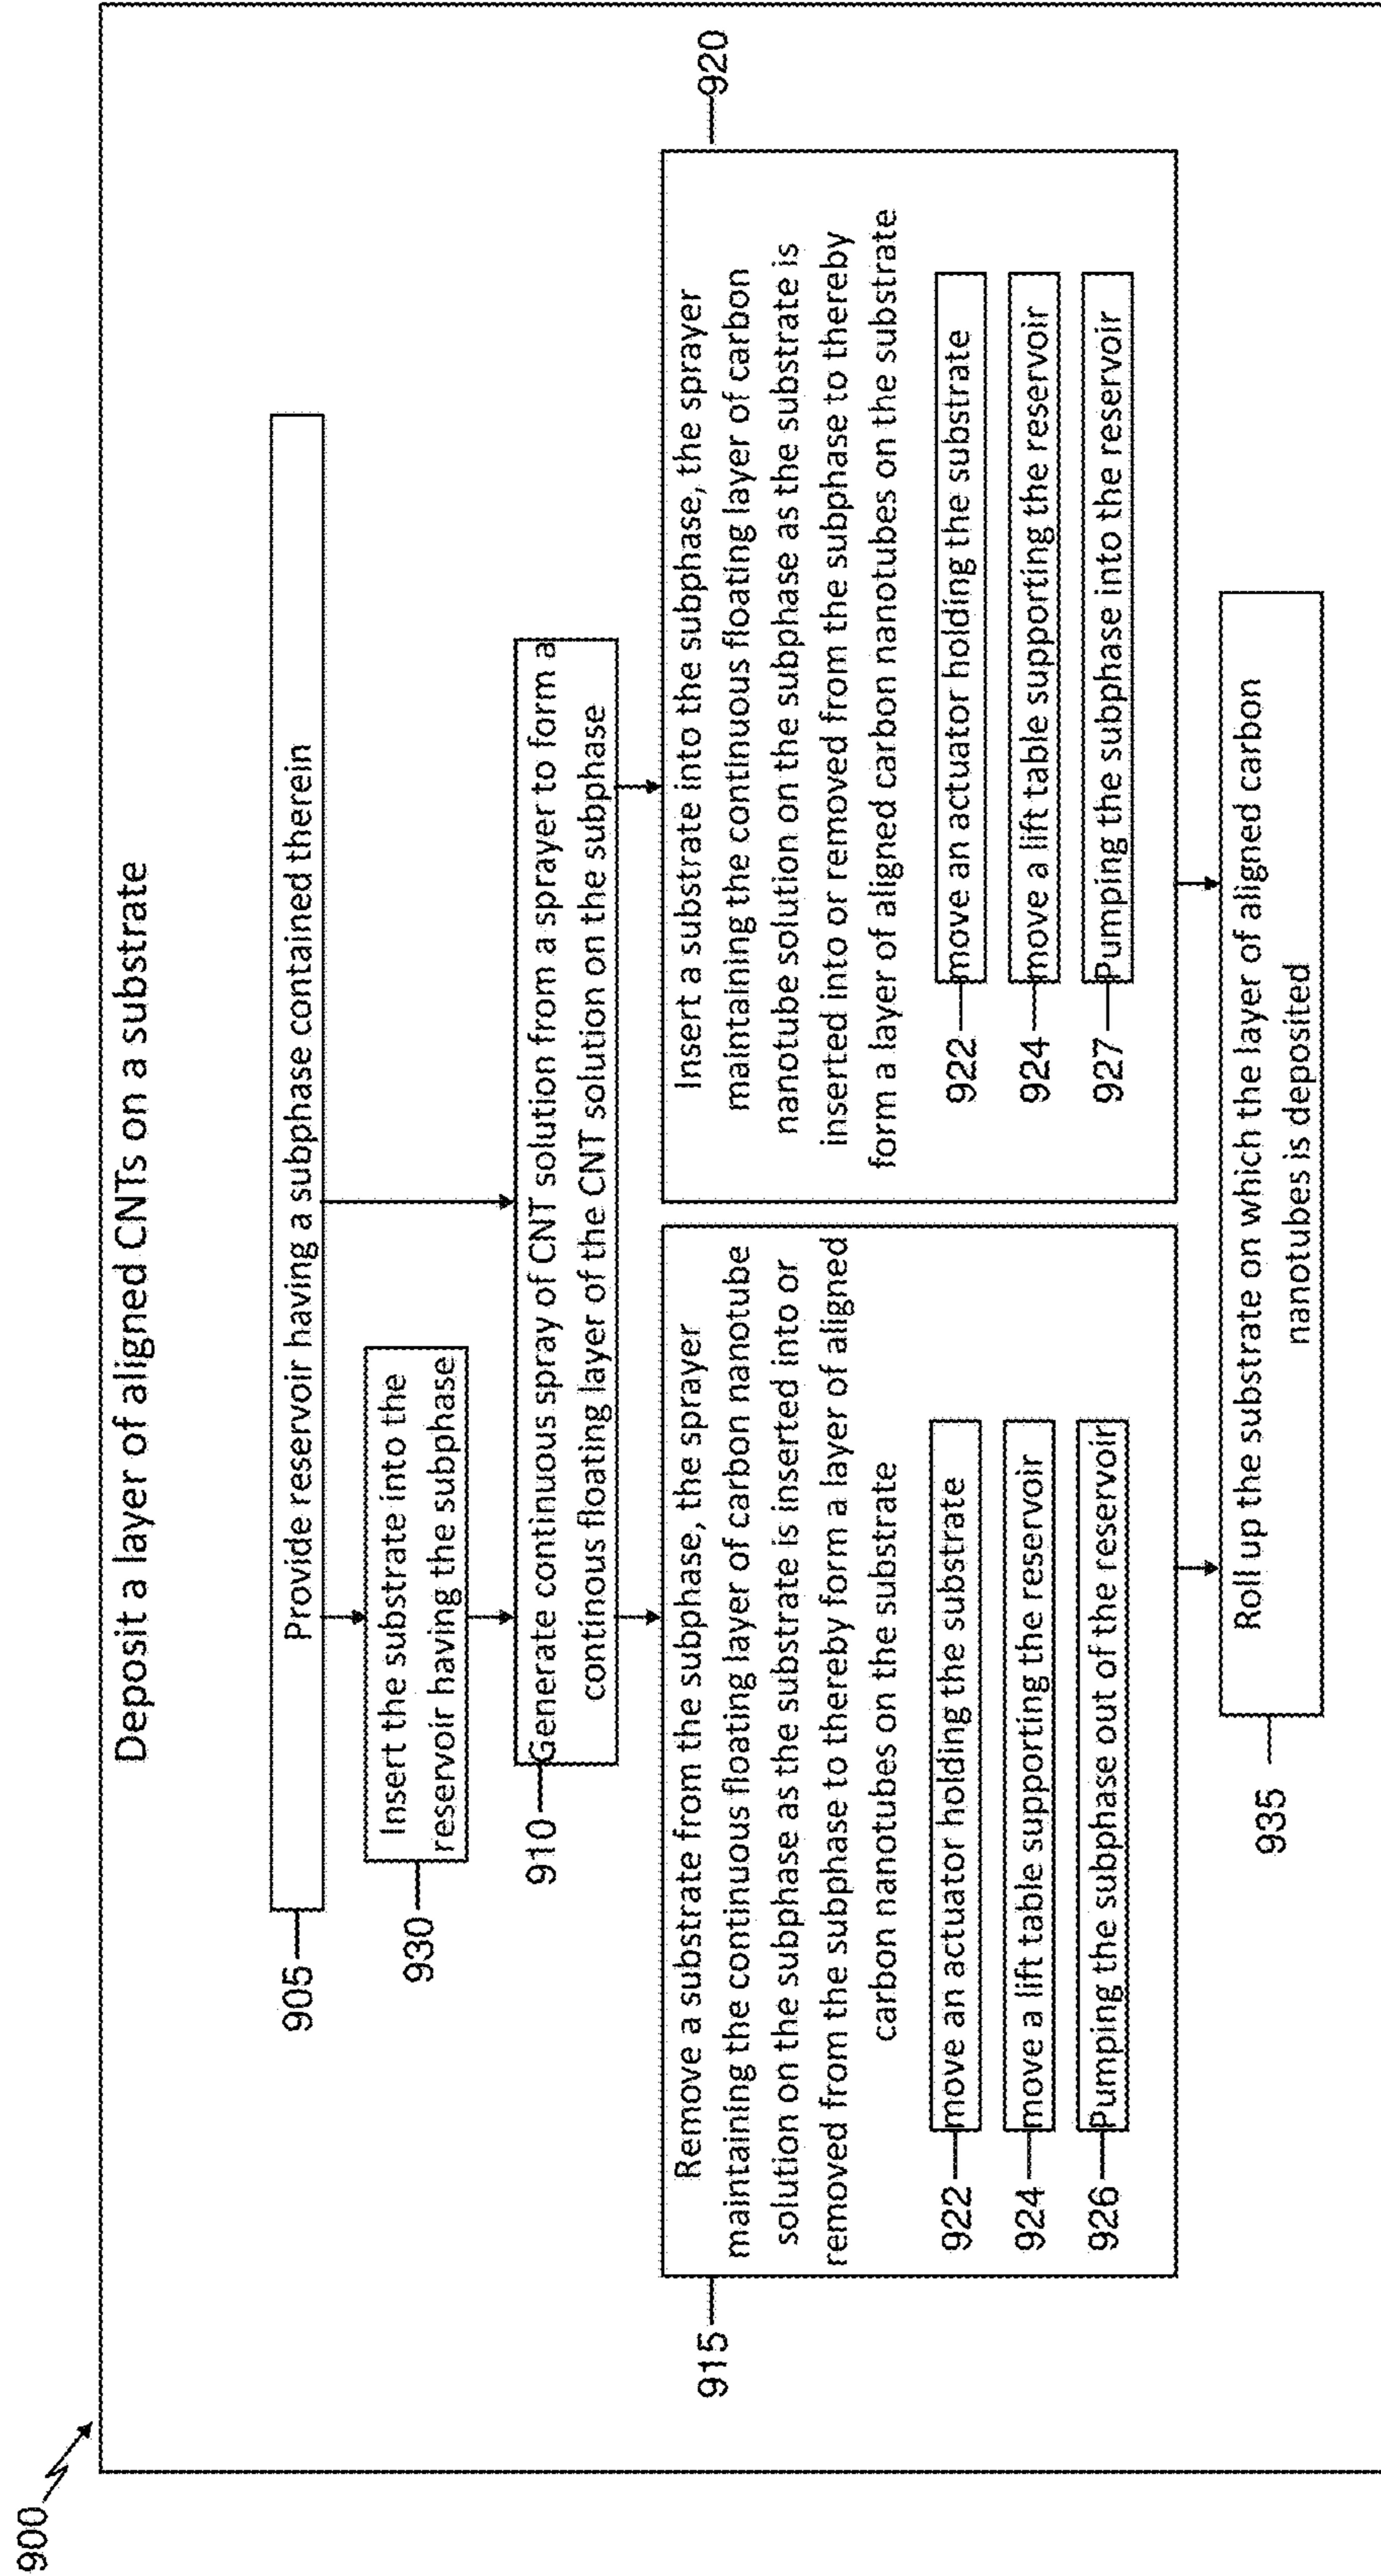 900
Deposit a layer of aligned CNTs on a substrate
905
Provide reservoir having a subphase contained therein
930
Insert the substrate into the
reservoir having the subphase
910
Generate continuous spray of CNT solution from a sprayer to form a
continous floating layer of the CNT solution on the subphase
915
Remove a substrate from the subphase, the sprayer
maintaining the continuous floating layer of carbon nanotube
solution on the subphase as the substrate is inserted into or
removed from the subphase to thereby form a layer of aligned
carbon nanotubes on the substrate
922
move an actuator holding the substrate
924
move a lift table supporting the reservoir
926
Pumping the subphase out of the reservoir
920
Insert a substrate into the subphase, the sprayer
maintaining the continuous floating layer of carbon
nanotube solution on the subphase as the substrate is
inserted into or removed from the subphase to thereby
form a layer of aligned carbon nanotubes on the substrate
922
move an actuator holding the substrate
924
move a lift table supporting the reservoir
927
Pumping the subphase into the reservoir
935
Roll up the substrate on which the layer of aligned carbon
nanotubes is deposited